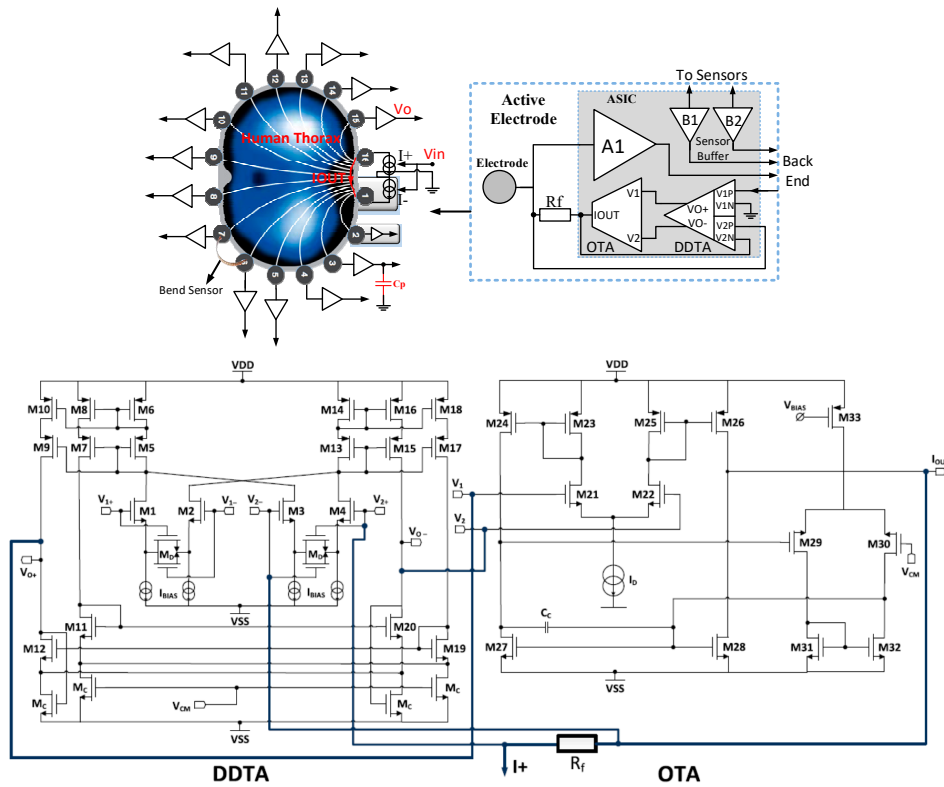 12
11
13
14
10
15
Vo
Human Thorax
9
16
I+
Vin
IOUT
8
1
I-
7
2
6
5
4
3
Bend Sensor
Cp
To Sensors
Active
Electrode
ASIC
B1
B2
Sensor
Buffer
A1
Back
End
Electrode
Rf
IOUT
V1
V2
OTA
VO+
VO-
DDTA
V1P
V1N
V2P
V2N
VDD
M10
M8
M6
M14
M16
M18
M9
M7
M5
M13
M15
M17
V1+
M1
M2
V1−
V2−
M3
M4
V2+
MD
MD
VO+
VO−
IBIAS
IBIAS
VSS
M11
M20
M12
M19
MC
MC
MC
MC
VCM
VSS
DDTA
VDD
M24
M23
M25
M26
VBIAS
M33
IOU
V1
M21
M22
V2
M29
M30
ID
VCM
CC
M27
M28
M31
M32
VSS
I+
Rf
OTA